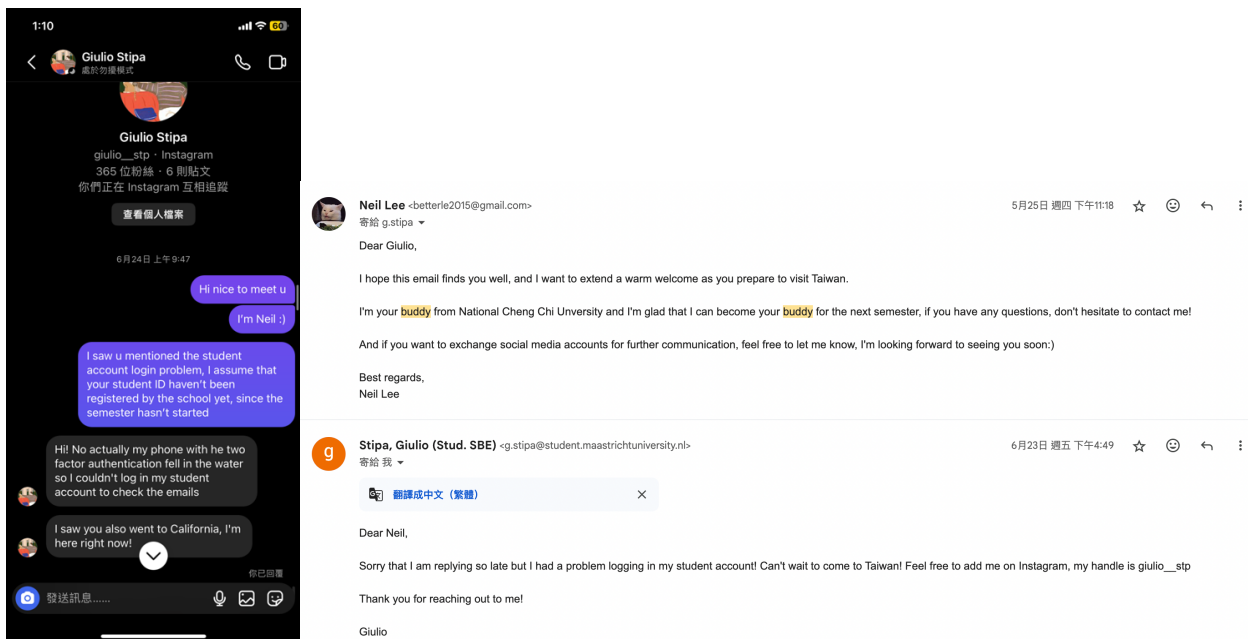 1:10
60
Giulio Stipa
處於勿擾模式
Giulio Stipa
giulio__stp · Instagram
365 位粉絲 · 6 則貼文
你們正在 Instagram 互相追蹤
查看個人檔案
6月24日 上午9:47
Hi nice to meet u
I'm Neil :)
I saw u mentioned the student
account login problem, I assume that
your student ID haven't been
registered by the school yet, since the
semester hasn't started
Hi! No actually my phone with he two
factor authentication fell in the water
so I couldn't log in my student
account to check the emails
I saw you also went to California, I'm
here right now!
你已回覆
發送訊息......
Neil Lee <betterle2015@gmail.com>
5月25日 週四 下午11:18
寄給 g.stipa
Dear Giulio,
I hope this email finds you well, and I want to extend a warm welcome as you prepare to visit Taiwan.
I'm your buddy from National Cheng Chi Unversity and I'm glad that I can become your buddy for the next semester, if you have any questions, don't hesitate to contact me!
And if you want to exchange social media accounts for further communication, feel free to let me know, I'm looking forward to seeing you soon:)
Best regards,
Neil Lee
g
Stipa, Giulio (Stud. SBE) <g.stipa@student.maastrichtuniversity.nl>
6月23日 週五 下午4:49
寄給 我
翻譯成中文（繁體）
Dear Neil,
Sorry that I am replying so late but I had a problem logging in my student account! Can't wait to come to Taiwan! Feel free to add me on Instagram, my handle is giulio__stp
Thank you for reaching out to me!
Giulio